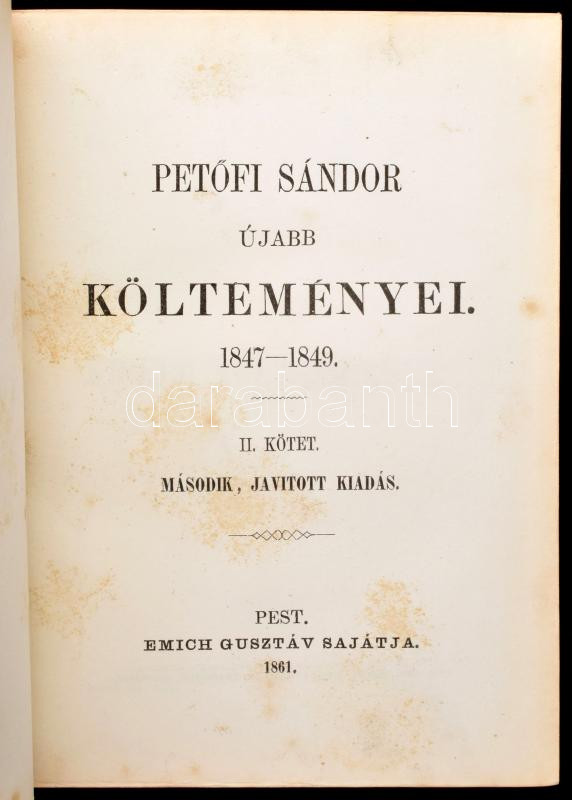 PETŐFI SÁNDOR
ÚJABB
KÖLTEMÉNYEI.
1847—1849.
darabanth
II. KÖTET.
MÁSODIK, JAVITOTT KIADÁS.
PEST.
EMICH GUSZTÁV SAJÁTJA.
1861.